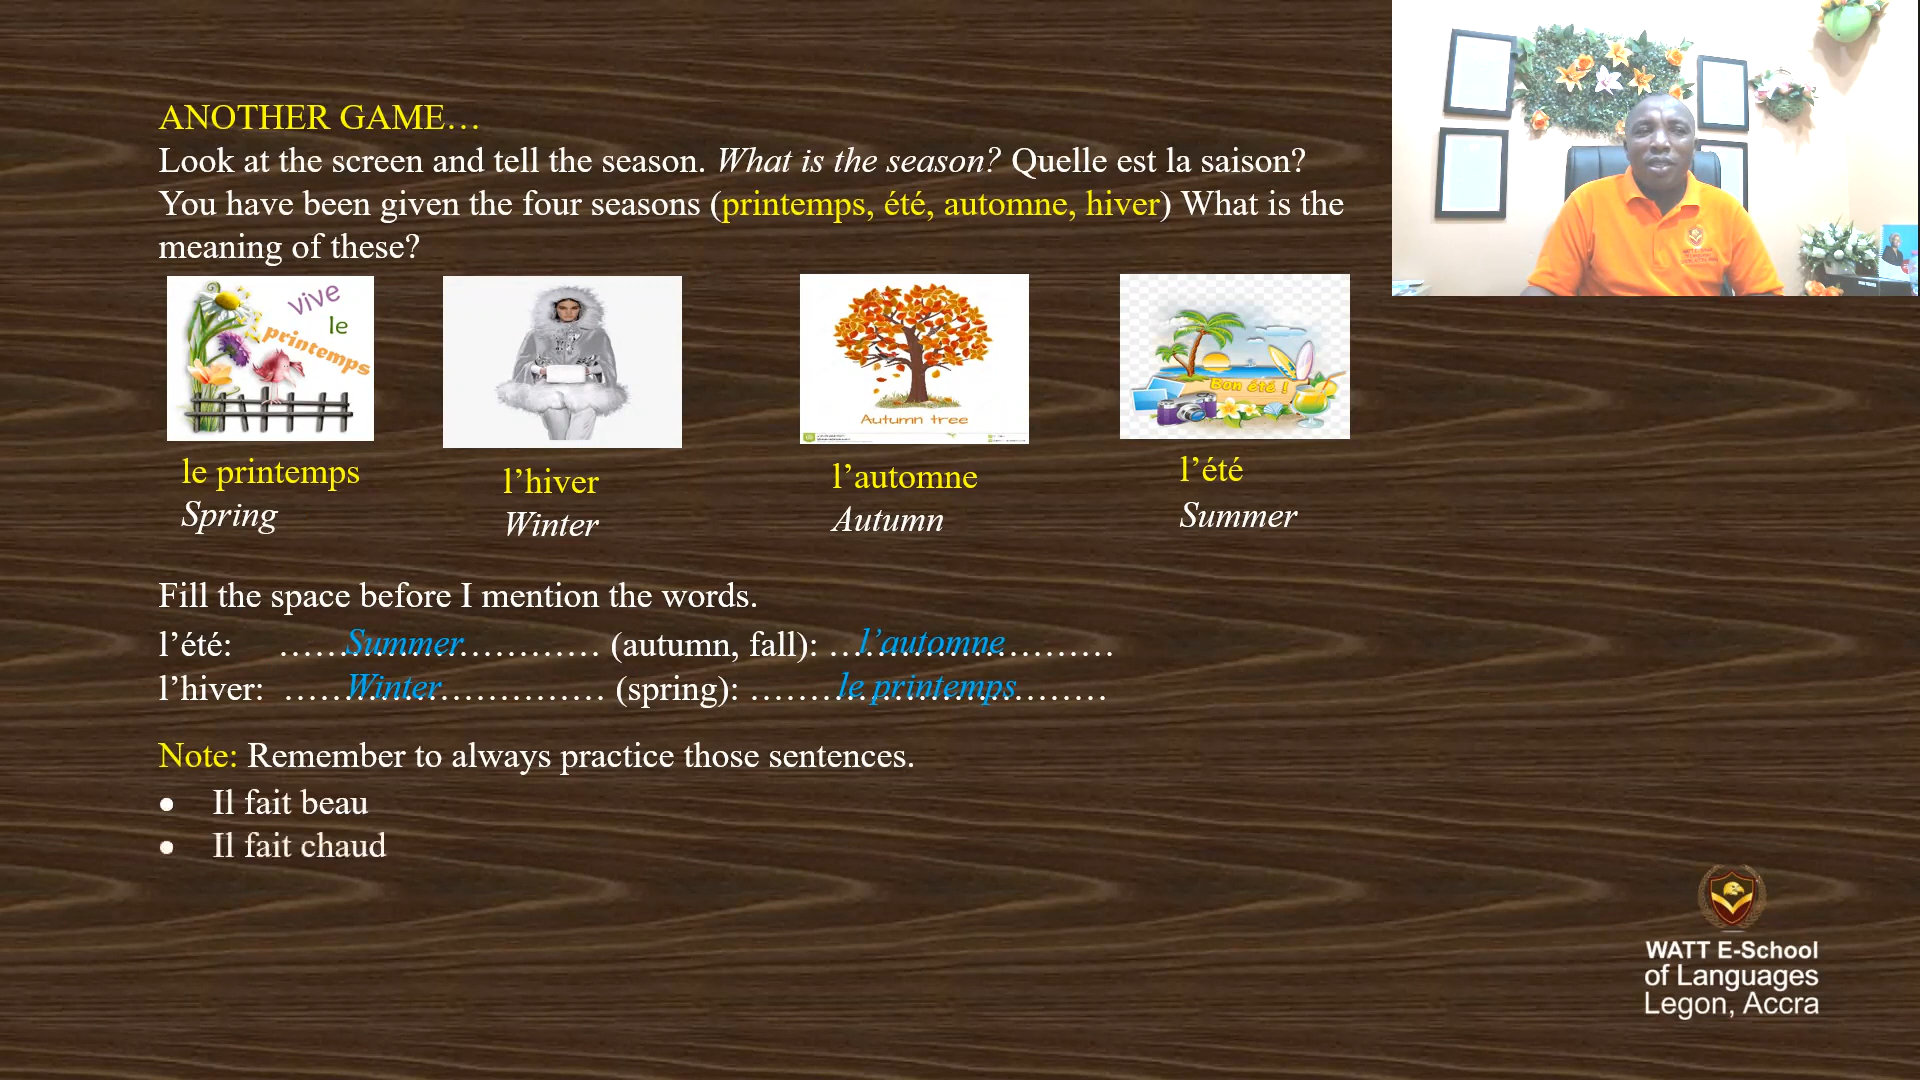 ANOTHER GAME…
Look at the screen and tell the season. What is the season? Quelle est la saison?
You have been given the four seasons (printemps, été, automne, hiver) What is the
meaning of these?
vive
le
printemps
Autumn tree
Bon été !
le printemps
Spring
l’hiver
Winter
l’automne
Autumn
l’été
Summer
Fill the space before I mention the words.
l’été: ……Summer…………… (autumn, fall): …l’automne…………
l’hiver: ……Winter…………… (spring): ………le printemps………
Note: Remember to always practice those sentences.
● Il fait beau
● Il fait chaud
WATT E-School
of Languages
Legon, Accra